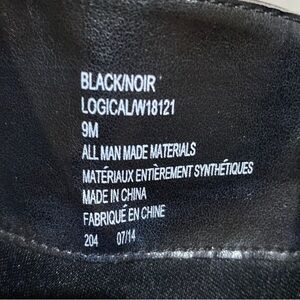 BLACK/NOIR
LOGICAL/W18121
9M
ALL MAN MADE MATERIALS
MATÉRIAUX ENTIÈREMENT SYNTHÉTIQUES
MADE IN CHINA
FABRIQUÉ EN CHINE
204 07/14